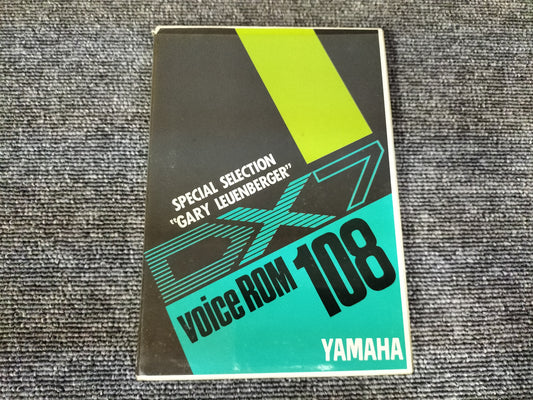 SPECIAL SELECTION
"GARY LEUENBERGER"
DX7
voice ROM 108
YAMAHA